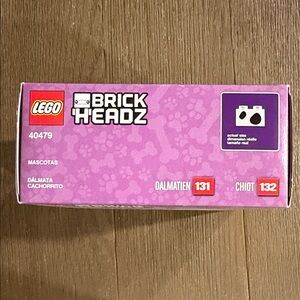 LEGO
BRICK
HEADZ
40479
MASCOTAS
DÁLMATA
CACHORRITO
actual size
dimension réelle
tamaño real
DALMATIEN 131
CHIOT 132